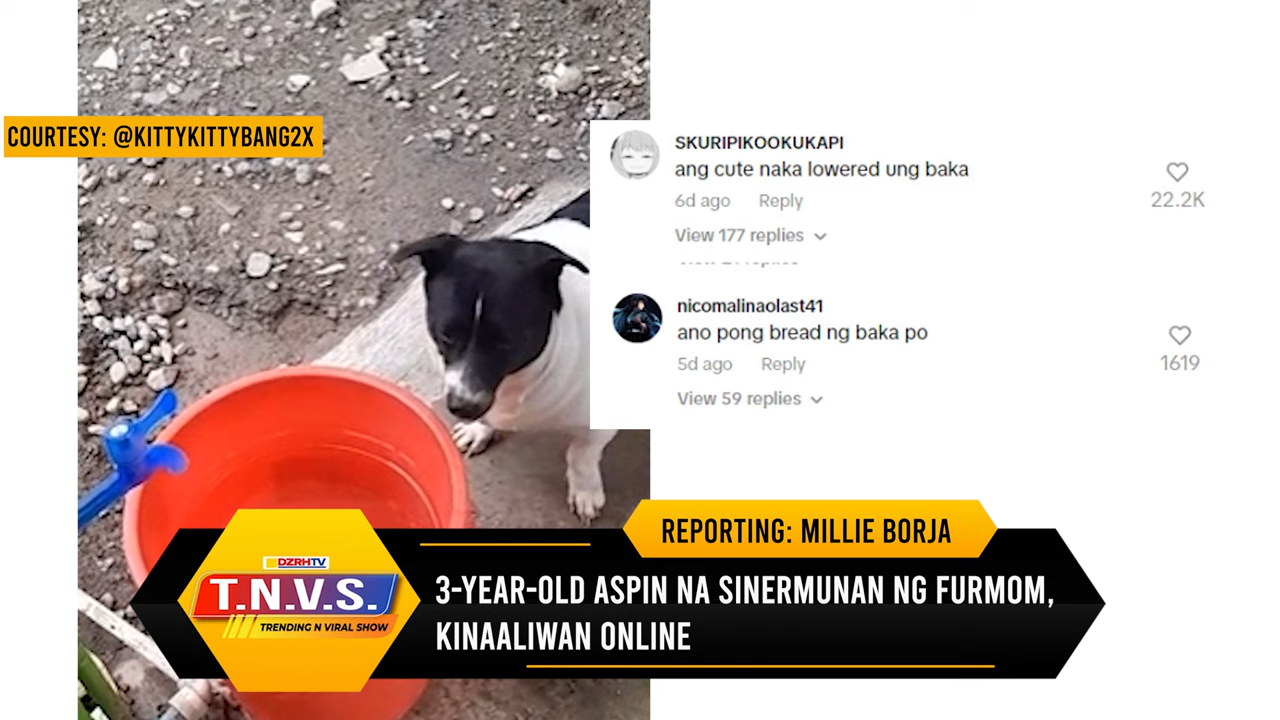 COURTESY: @KITTYKITTYBANG2X
SKURIPIKOOKUKAPI
ang cute naka lowered ung baka
22.2K
6d ago Reply
View 177 replies
nicomalinaolast41
ano pong bread ng baka po
1619
5d ago Reply
View 59 replies
REPORTING: MILLIE BORJA
DZRHTV
T.N.V.S.
TRENDING N VIRAL SHOW
3-YEAR-OLD ASPIN NA SINERMUNAN NG FURMOM,
KINAALIWAN ONLINE